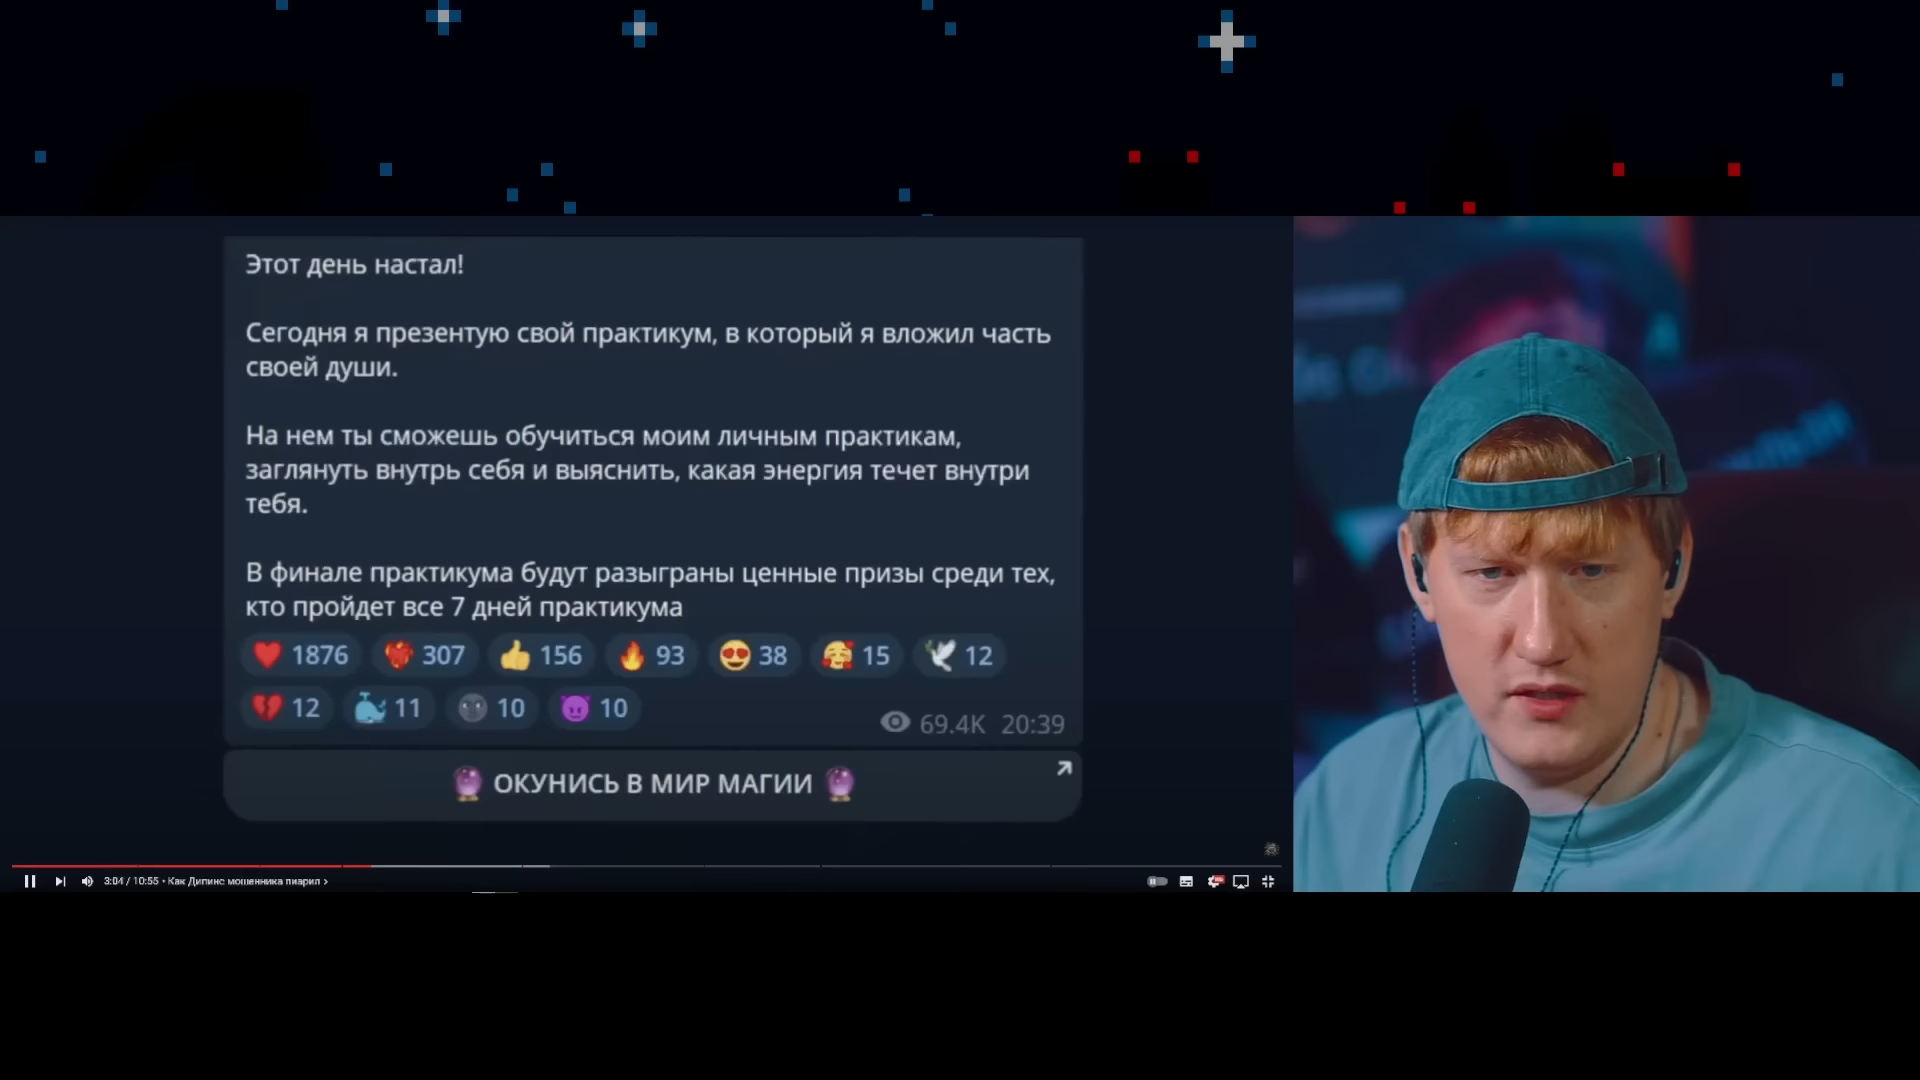 Этот день настал!
Сегодня я презентую свой практикум, в который я вложил часть
своей души.
На нем ты сможешь обучиться моим личным практикам,
заглянуть внутрь себя и выяснить, какая энергия течет внутри
тебя.
В финале практикума будут разыграны ценные призы среди тех,
кто пройдет все 7 дней практикума
1876 307 156 93 38 15 12
12 11 10 10
69.4K 20:39
ОКУНИСЬ В МИР МАГИИ
3:04 / 10:55 • Как Дипинс мошенника пиарил ›